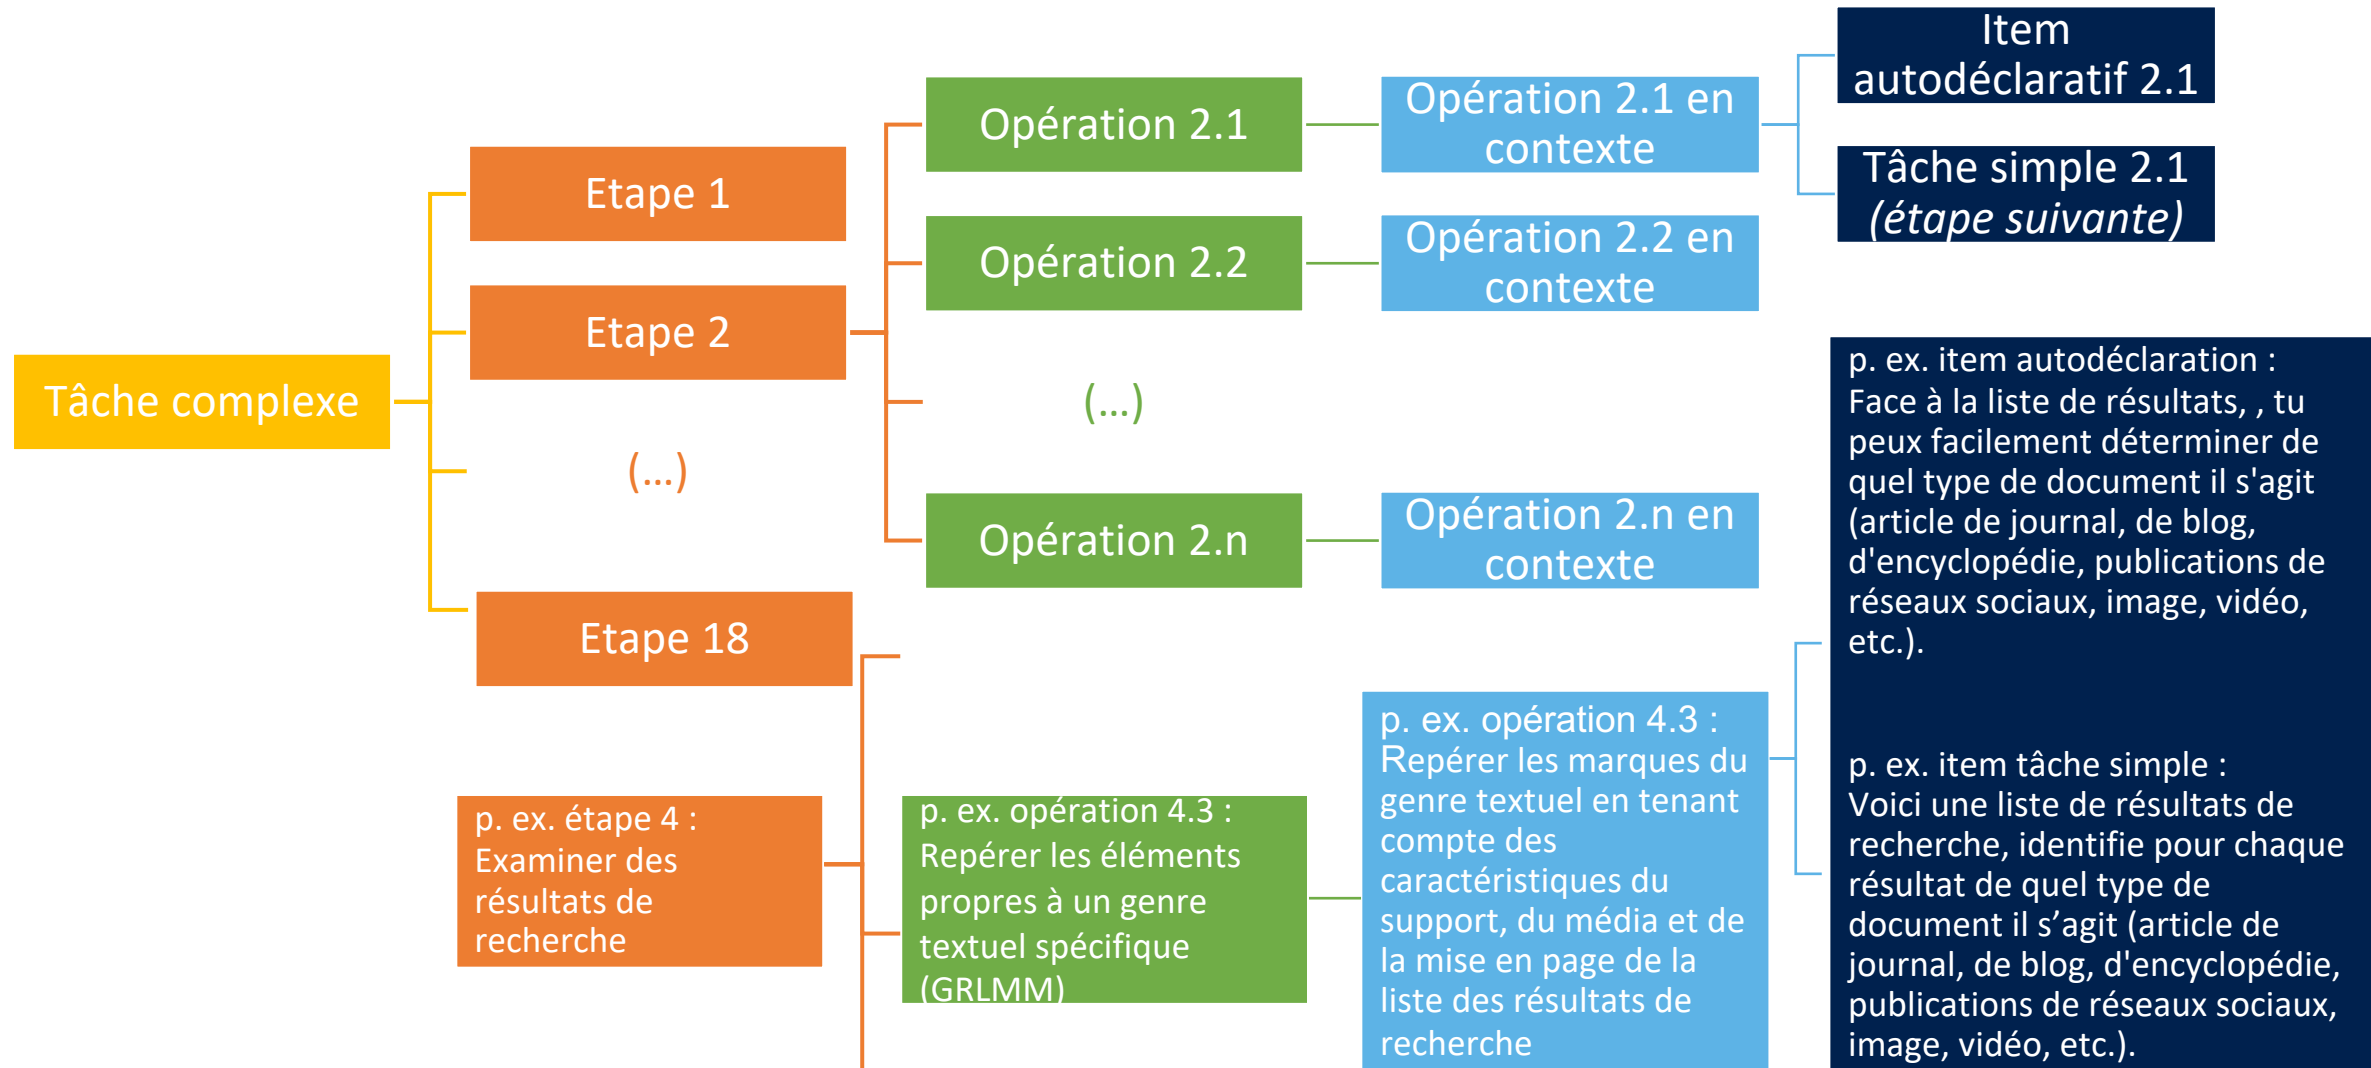 Tâche complexe
Etape 1
Etape 2
(...)
Etape 18
Opération 2.1
Opération 2.2
(...)
Opération 2.n
Opération 2.1 en
contexte
Opération 2.2 en
contexte
Opération 2.n en
contexte
Item
autodéclaratif 2.1
Tâche simple 2.1
(étape suivante)
p. ex. étape 4 :
Examiner des
résultats de
recherche
p. ex. opération 4.3 :
Repérer les éléments
propres à un genre
textuel spécifique
(GRLMM)
p. ex. opération 4.3 :
Repérer les marques du
genre textuel en tenant
compte des
caractéristiques du
support, du média et de
la mise en page de la
liste des résultats de
recherche
p. ex. item autodéclaration :
Face à la liste de résultats, , tu
peux facilement déterminer de
quel type de document il s'agit
(article de journal, de blog,
d'encyclopédie, publications de
réseaux sociaux, image, vidéo,
etc.).
p. ex. item tâche simple :
Voici une liste de résultats de
recherche, identifie pour chaque
résultat de quel type de
document il s’agit (article de
journal, de blog, d'encyclopédie,
publications de réseaux sociaux,
image, vidéo, etc.).